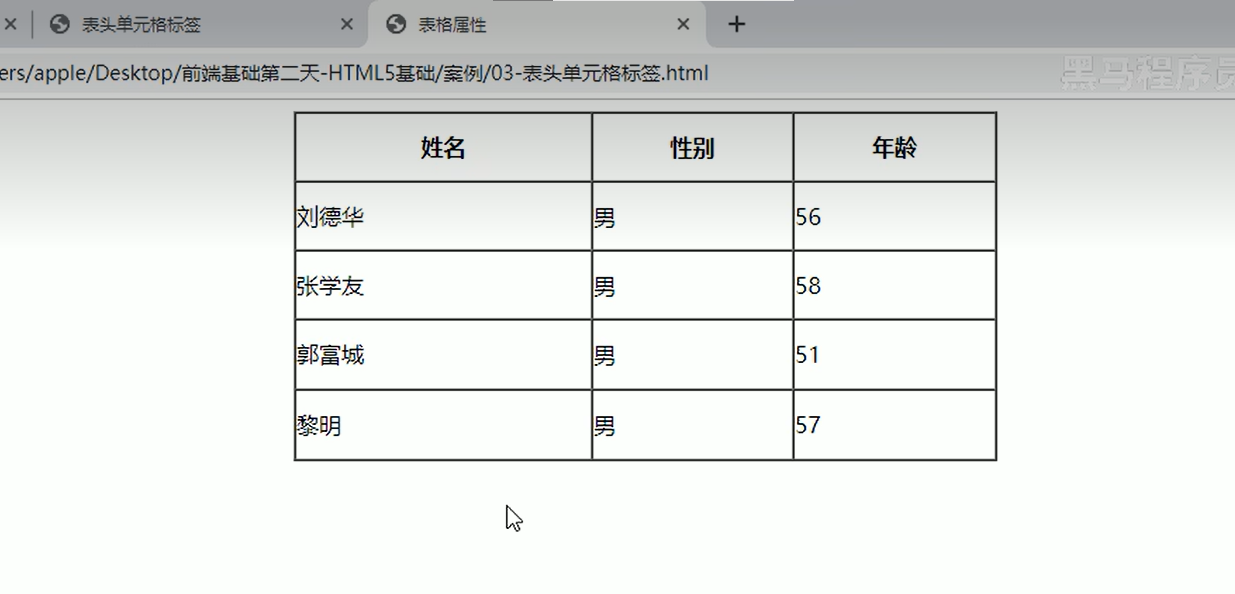 表头单元格标签
表格属性
ers/apple/Desktop/前端基础第二天-HTML5基础/案例/03-表头单元格标签.html
黑马程序员
姓名 性别 年龄
刘德华 男 56
张学友 男 58
郭富城 男 51
黎明 男 57